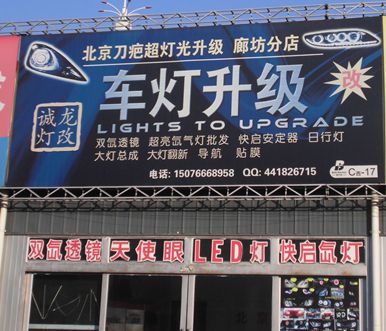 北京刀疤超灯光升级 廊坊分店
车灯升级
改
诚龙
灯改
LIGHTS TO UPGRADE
双氙透镜 超亮氙气灯批发 快启安定器 日行灯
大灯总成 大灯翻新 导航 贴膜
电话: 15076668958 QQ: 441826715
C西-17
双氙透镜 天使眼 LED灯 快启氙灯